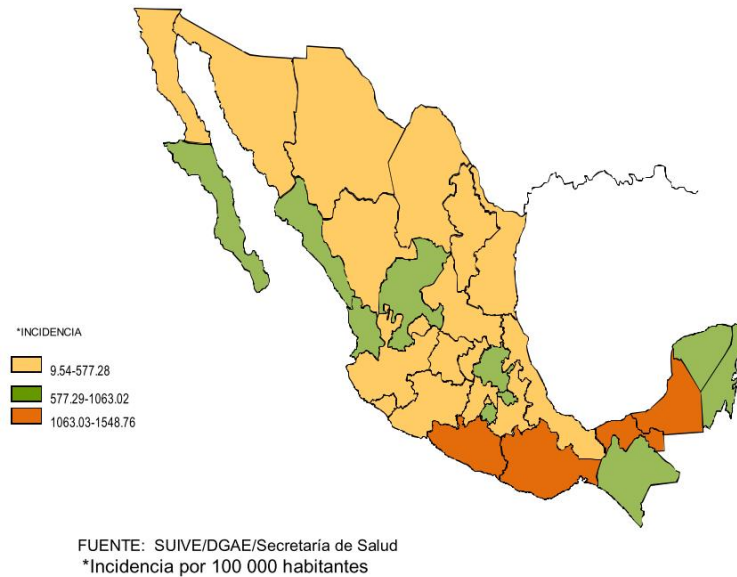 *INCIDENCIA
9.54-577.28
577.29-1063.02
1063.03-1548.76
FUENTE: SUIVE/DGAE/Secretaría de Salud
*Incidencia por 100 000 habitantes